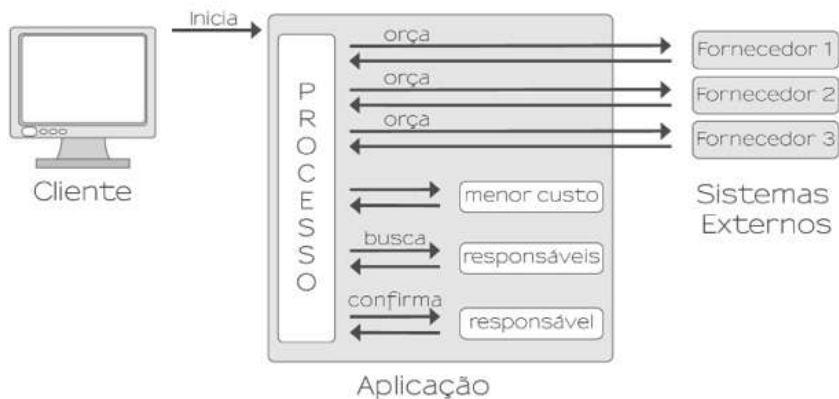 Inicia
orça
Fornecedor 1
orça
Fornecedor 2
orça
Fornecedor 3
PROCESSO
Cliente
menor custo
Sistemas
Externos
busca
responsáveis
confirma
responsável
Aplicação